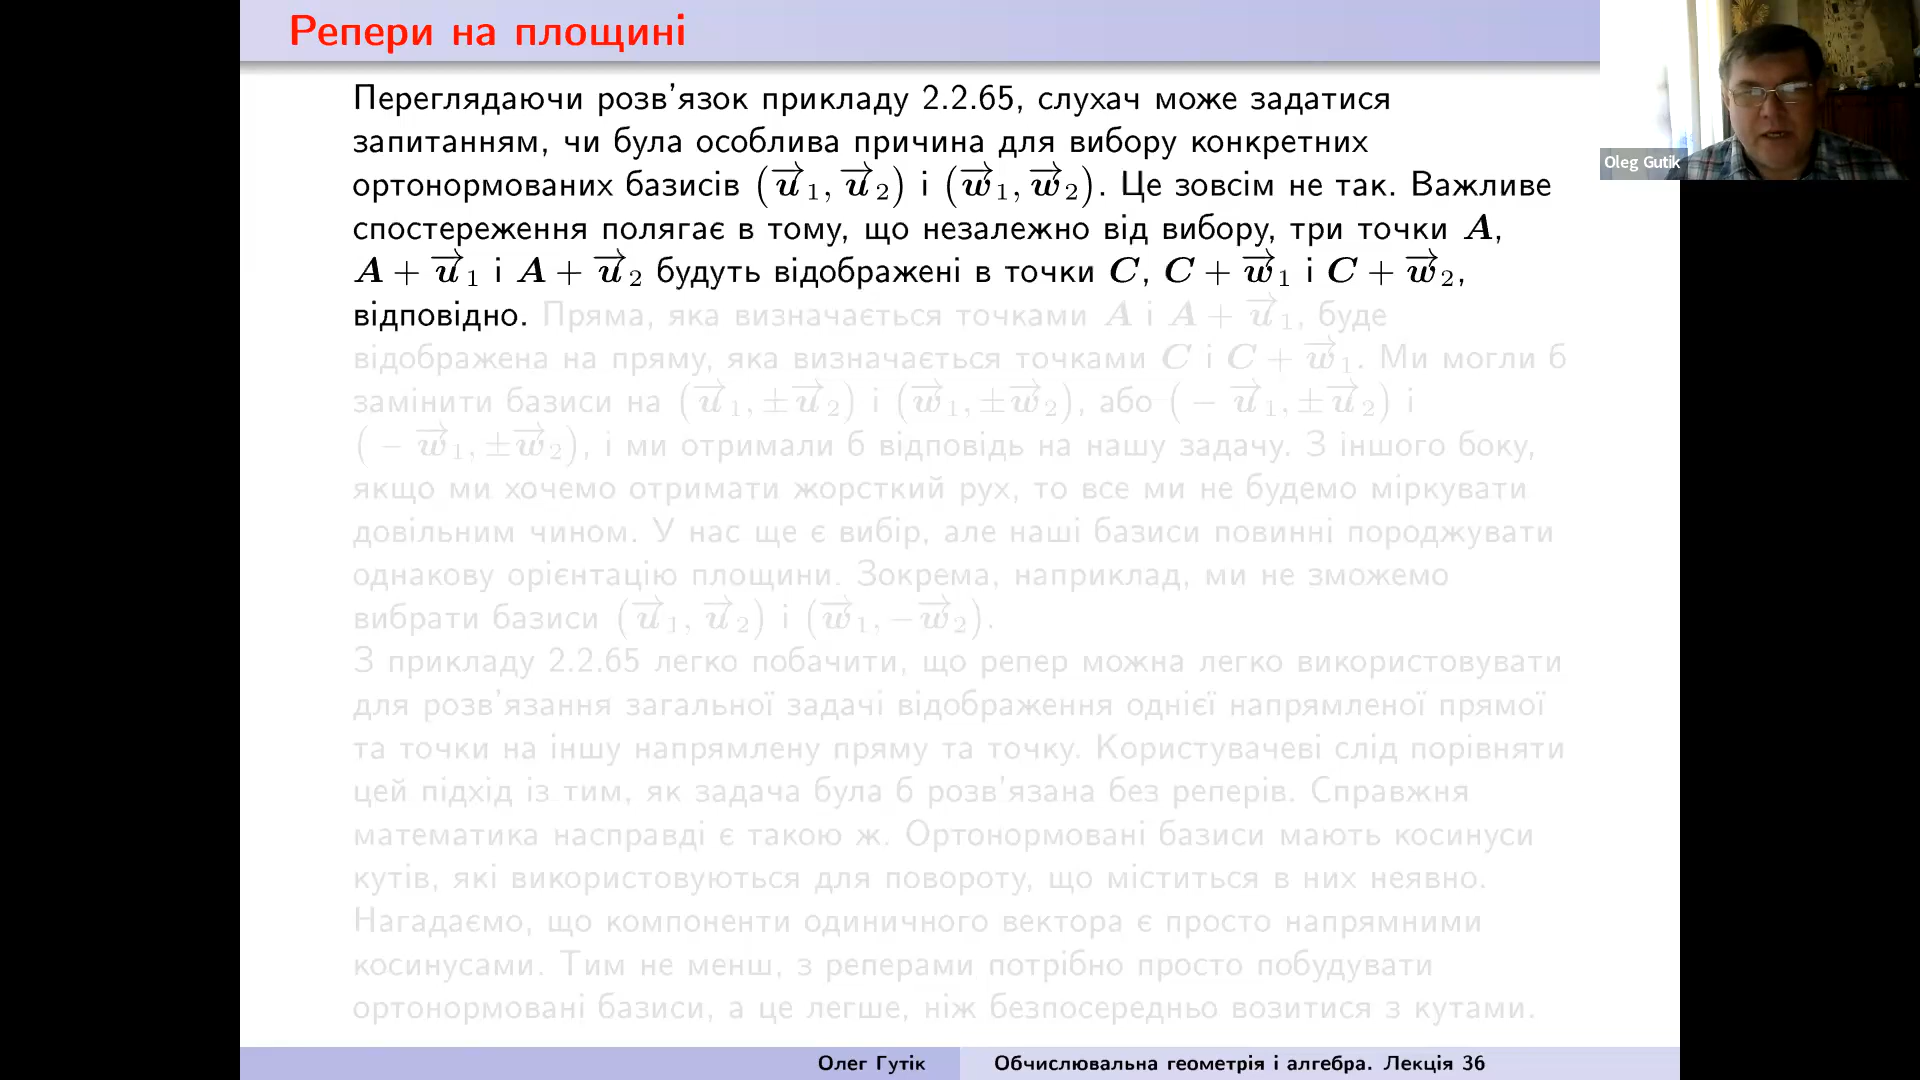 Репери на площині
Переглядаючи розв'язок прикладу 2.2.65, слухач може задатися
запитанням, чи була особлива причина для вибору конкретних
ортонормованих базисів (u⃗₁, u⃗₂) і (w⃗₁, w⃗₂). Це зовсім не так. Важливе
спостереження полягає в тому, що незалежно від вибору, три точки A,
A + u⃗₁ і A + u⃗₂ будуть відображені в точки C, C + w⃗₁ і C + w⃗₂,
відповідно. Пряма, яка визначається точками A і A + u⃗₁, буде
відображена на пряму, яка визначається точками C і C + w⃗₁. Ми могли б
замінити базиси на (u⃗₁, ±u⃗₂) і (w⃗₁, ±w⃗₂), або (− u⃗₁, ±u⃗₂) і
(− w⃗₁, ±w⃗₂), і ми отримали б відповідь на нашу задачу. З іншого боку,
якщо ми хочемо отримати жорсткий рух, то все ми не будемо міркувати
довільним чином. У нас ще є вибір, але наші базиси повинні породжувати
однакову орієнтацію площини. Зокрема, наприклад, ми не зможемо
вибрати базиси (u⃗₁, u⃗₂) і (w⃗₁, −w⃗₂).
З прикладу 2.2.65 легко побачити, що репер можна легко використовувати
для розв'язання загальної задачі відображення однієї напрямленої прямої
та точки на іншу напрямлену пряму та точку. Користувачеві слід порівняти
цей підхід із тим, як задача була б розв'язана без реперів. Справжня
математика насправді є такою ж. Ортонормовані базиси мають косинуси
кутів, які використовуються для повороту, що міститься в них неявно.
Нагадаємо, що компоненти одиничного вектора є просто напрямними
косинусами. Тим не менш, з реперами потрібно просто побудувати
ортонормовані базиси, а це легше, ніж безпосередньо возитися з кутами.
Олег Гутік
Обчислювальна геометрія і алгебра. Лекція 36
Oleg Gutik